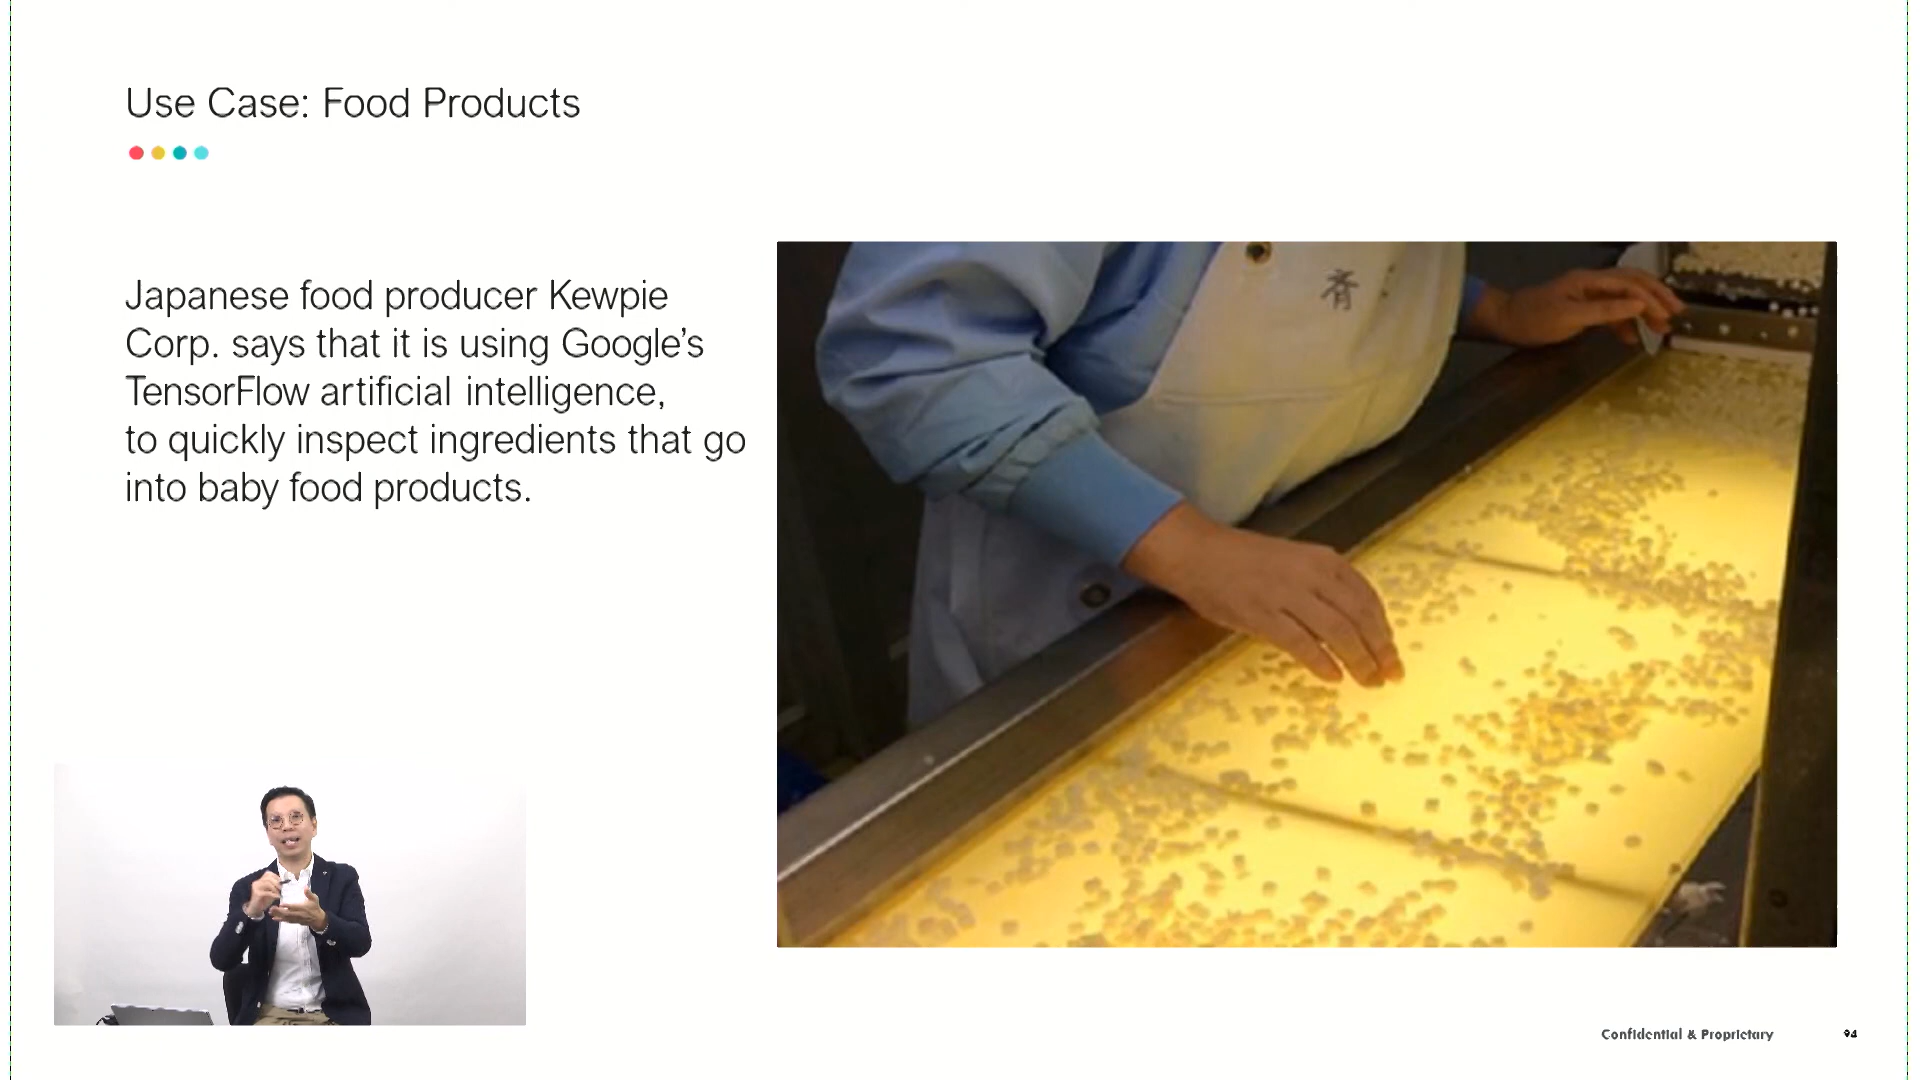 Use Case: Food Products
Japanese food producer Kewpie
Corp. says that it is using Google’s
TensorFlow artificial intelligence,
to quickly inspect ingredients that go
into baby food products.
Confidential & Proprietary
94